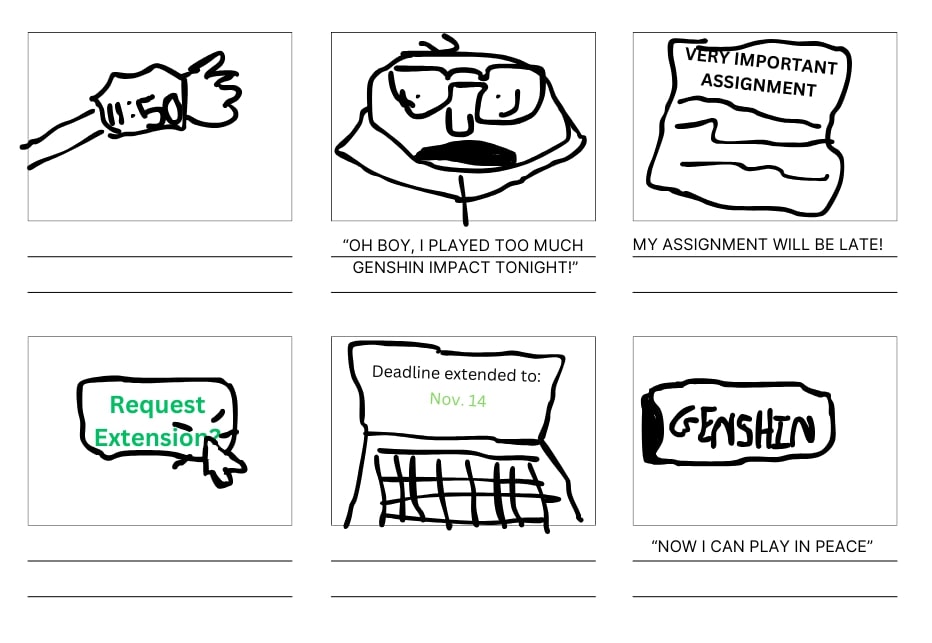 11:50
VERY IMPORTANT
ASSIGNMENT
“OH BOY, I PLAYED TOO MUCH
GENSHIN IMPACT TONIGHT!”
MY ASSIGNMENT WILL BE LATE!
Request
Extension?
Deadline extended to:
Nov. 14
GENSHIN
“NOW I CAN PLAY IN PEACE”